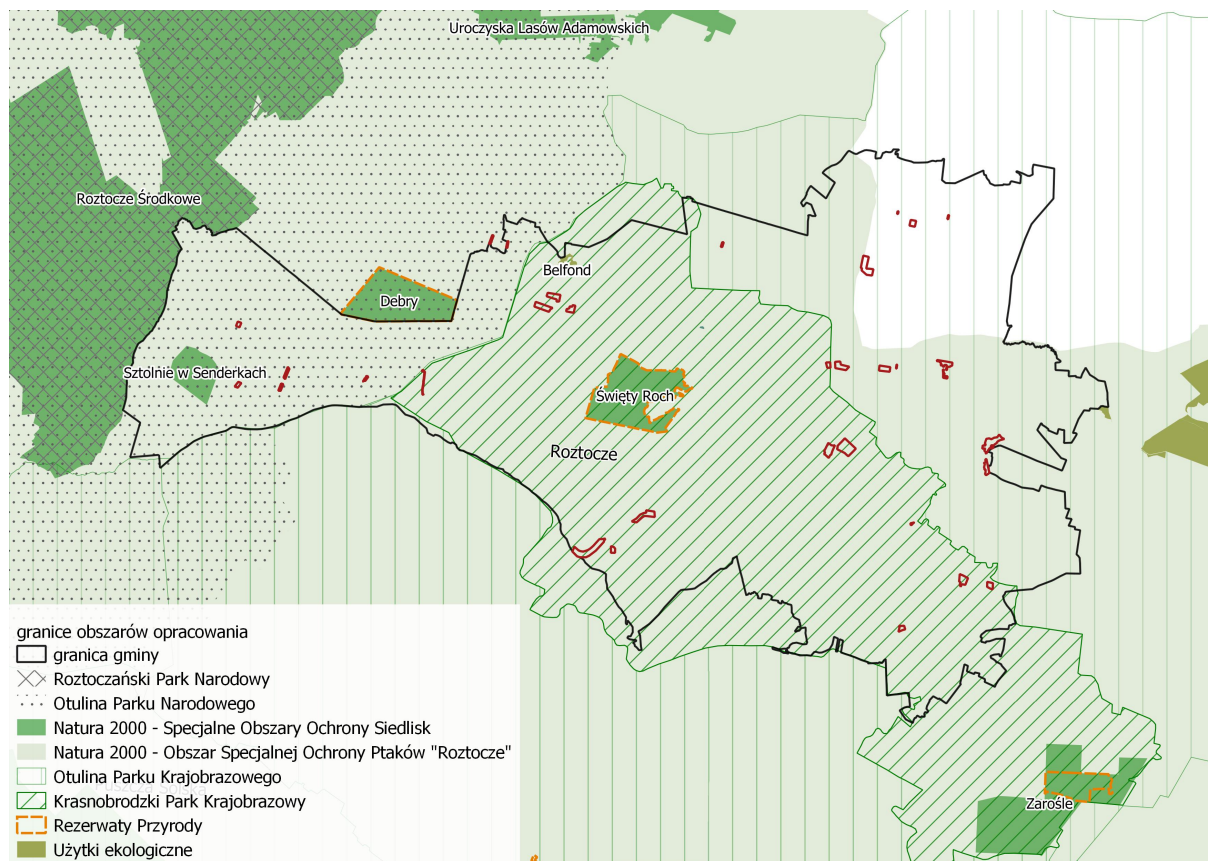 Uroczyska Lasów Adamowskich
Roztocze Środkowe
Belfond
Debry
Sztolnie w Senderkach
Święty Roch
Roztocze
granice obszarów opracowania
granica gminy
Roztoczański Park Narodowy
Otulina Parku Narodowego
Natura 2000 - Specjalne Obszary Ochrony Siedlisk
Natura 2000 - Obszar Specjalnej Ochrony Ptaków "Roztocze"
Otulina Parku Krajobrazowego
Puszcza Solska
Krasnobrodzki Park Krajobrazowy
Zarośle
Rezerwaty Przyrody
Użytki ekologiczne